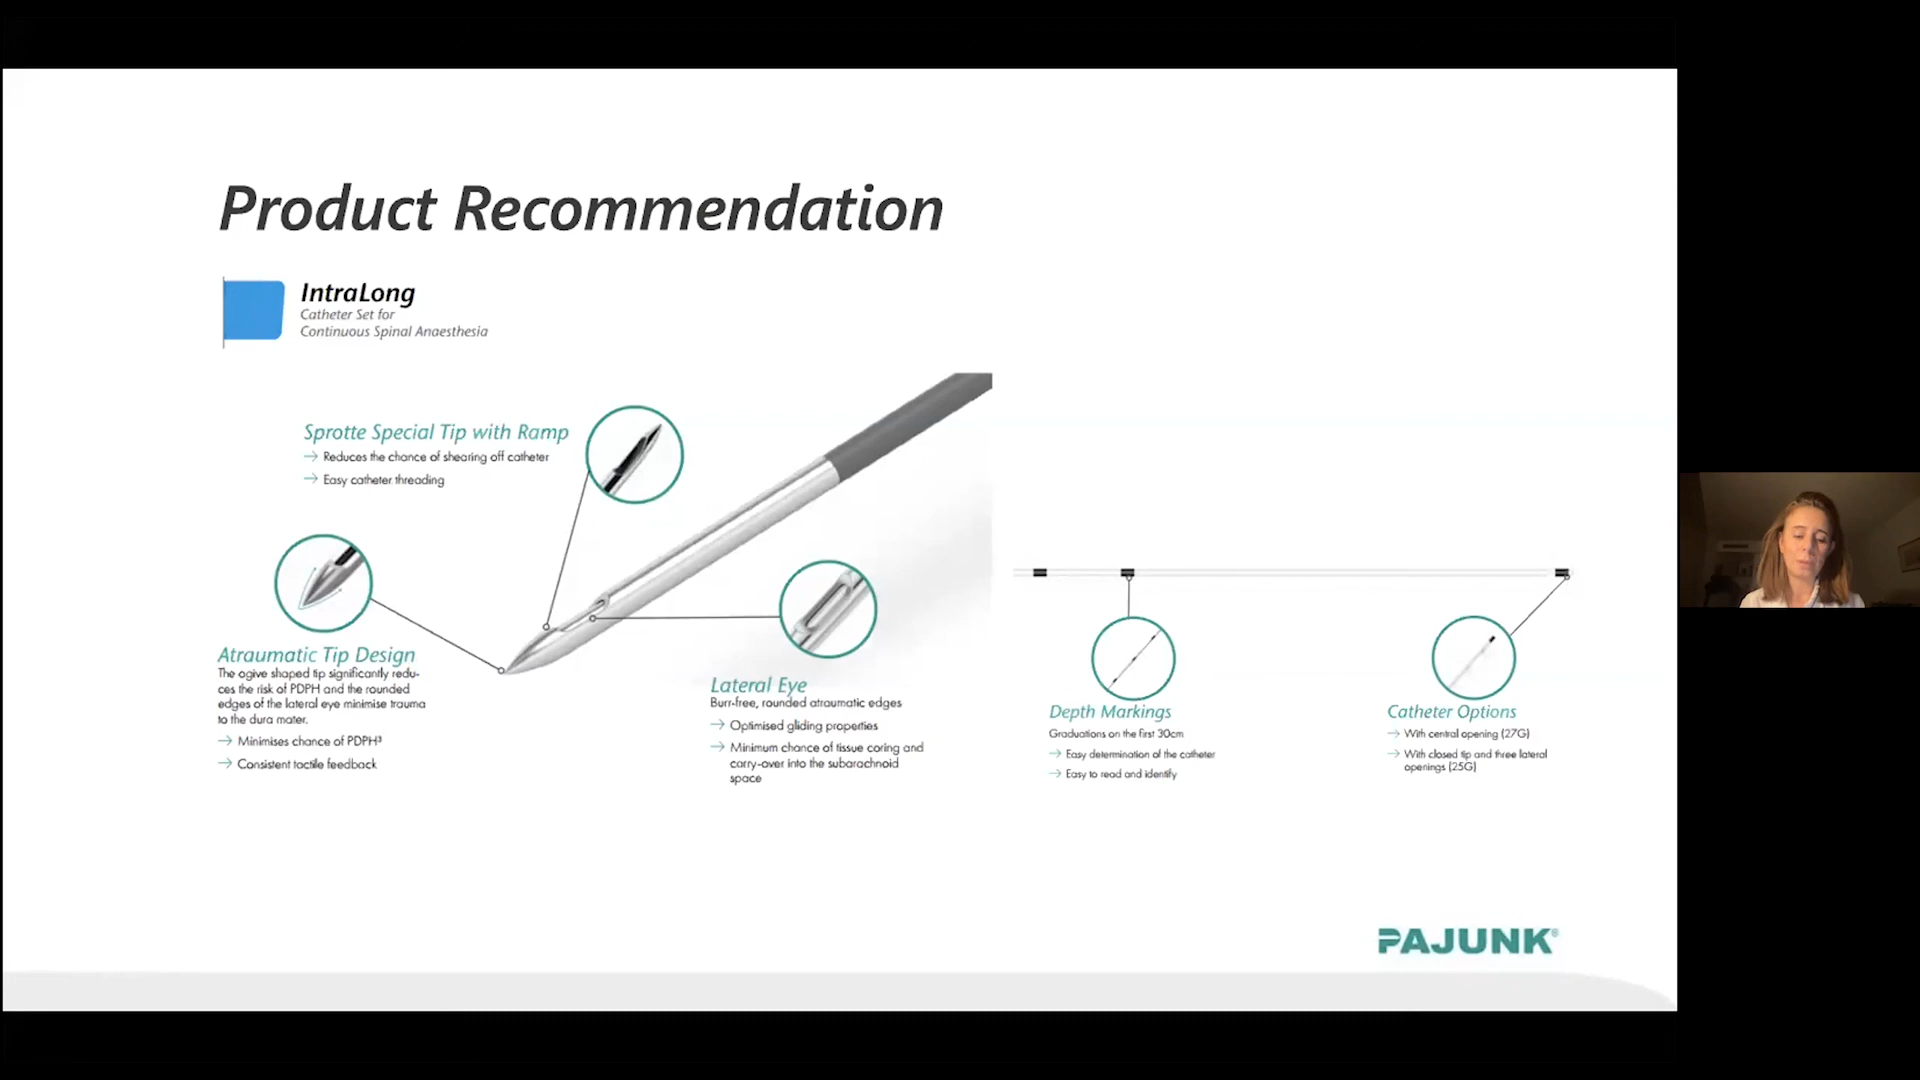 Product Recommendation
IntraLong
Catheter Set for
Continuous Spinal Anaesthesia
Sprotte Special Tip with Ramp
→ Reduces the chance of shearing off catheter
→ Easy catheter threading
Atraumatic Tip Design
The ogive shaped tip significantly redu-
ces the risk of PDPH and the rounded
edges of the lateral eye minimise trauma
to the dura mater.
→ Minimises chance of PDPH³
→ Consistent tactile feedback
Lateral Eye
Burr-free, rounded atraumatic edges
→ Optimised gliding properties
→ Minimum chance of tissue coring and
carry-over into the subarachnoid
space
Depth Markings
Graduations on the first 30cm
→ Easy determination of the catheter
→ Easy to read and identify
Catheter Options
→ With central opening (27G)
→ With closed tip and three lateral
openings (25G)
PAJUNK®